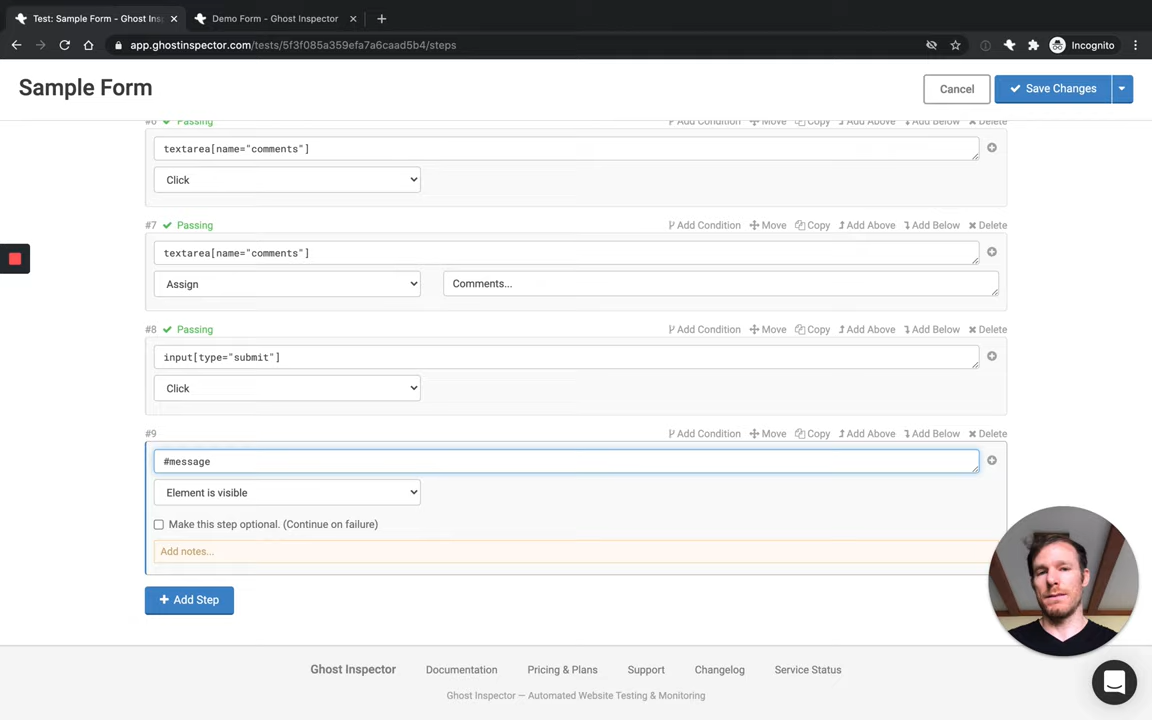 Test: Sample Form - Ghost Ins
Demo Form - Ghost Inspector
app.ghostinspector.com/tests/5f3f085a359efa7a6caad5b4/steps
Incognito
Sample Form
Cancel
Save Changes
#6 Passing Add Condition Move Copy Add Above Add Below Delete
textarea[name="comments"]
Click
#7 Passing Add Condition Move Copy Add Above Add Below Delete
textarea[name="comments"]
Assign Comments...
#8 Passing Add Condition Move Copy Add Above Add Below Delete
input[type="submit"]
Click
#9 Add Condition Move Copy Add Above Add Below Delete
#message
Element is visible
Make this step optional. (Continue on failure)
Add notes...
+ Add Step
Ghost Inspector Documentation Pricing & Plans Support Changelog Service Status
Ghost Inspector — Automated Website Testing & Monitoring